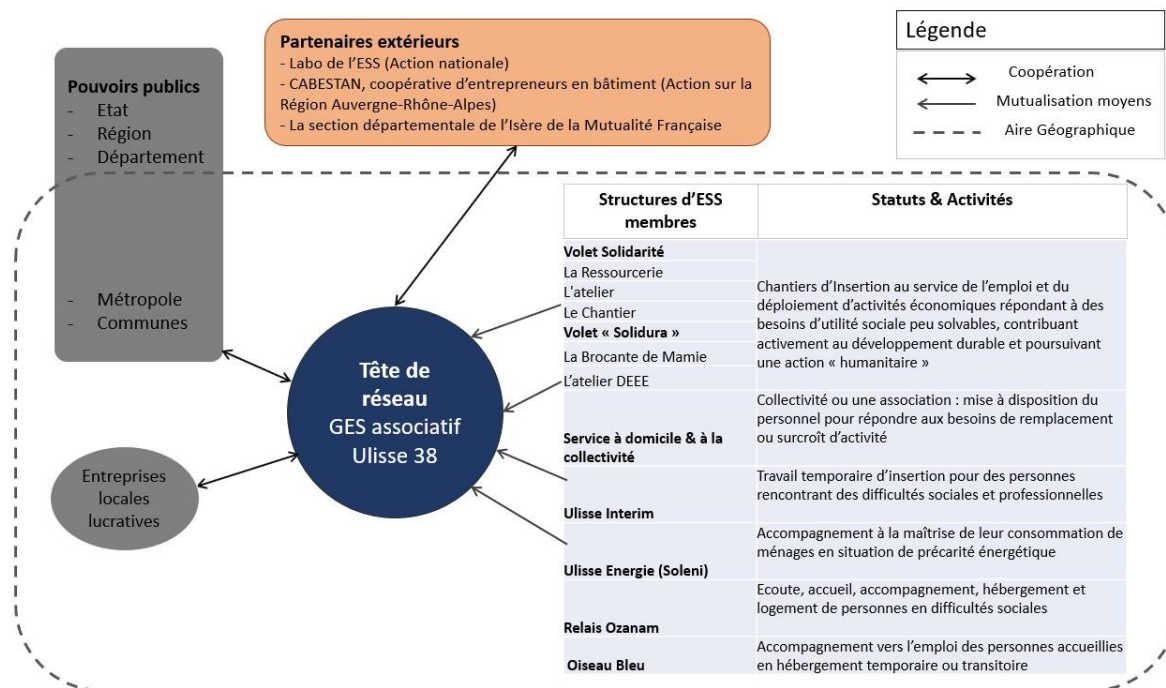 Pouvoirs publics
- Etat
- Région
- Département
- Métropole
- Communes
Partenaires extérieurs
- Labo de l'ESS (Action nationale)
- CABESTAN, coopérative d'entrepreneurs en bâtiment (Action sur la
Région Auvergne-Rhône-Alpes)
- La section départementale de l'Isère de la Mutualité Française
Légende
Coopération
Mutualisation moyens
Aire Géographique
Tête de
réseau
GES associatif
Ulisse 38
Entreprises
locales
lucratives
Structures d'ESS
membres
Statuts & Activités
Volet Solidarité
La Ressourcerie
L'atelier
Le Chantier
Volet « Solidura »
La Brocante de Mamie
L'atelier DEEE
Chantiers d'Insertion au service de l'emploi et du
déploiement d'activités économiques répondant à des
besoins d'utilité sociale peu solvables, contribuant
activement au développement durable et poursuivant
une action « humanitaire »
Service à domicile & à la
collectivité
Collectivité ou une association : mise à disposition du
personnel pour répondre aux besoins de remplacement
ou surcroît d'activité
Ulisse Interim
Travail temporaire d'insertion pour des personnes
rencontrant des difficultés sociales et professionnelles
Ulisse Energie (Soleni)
Accompagnement à la maîtrise de leur consommation de
ménages en situation de précarité énergétique
Relais Ozanam
Ecoute, accueil, accompagnement, hébergement et
logement de personnes en difficultés sociales
Oiseau Bleu
Accompagnement vers l'emploi des personnes accueillies
en hébergement temporaire ou transitoire